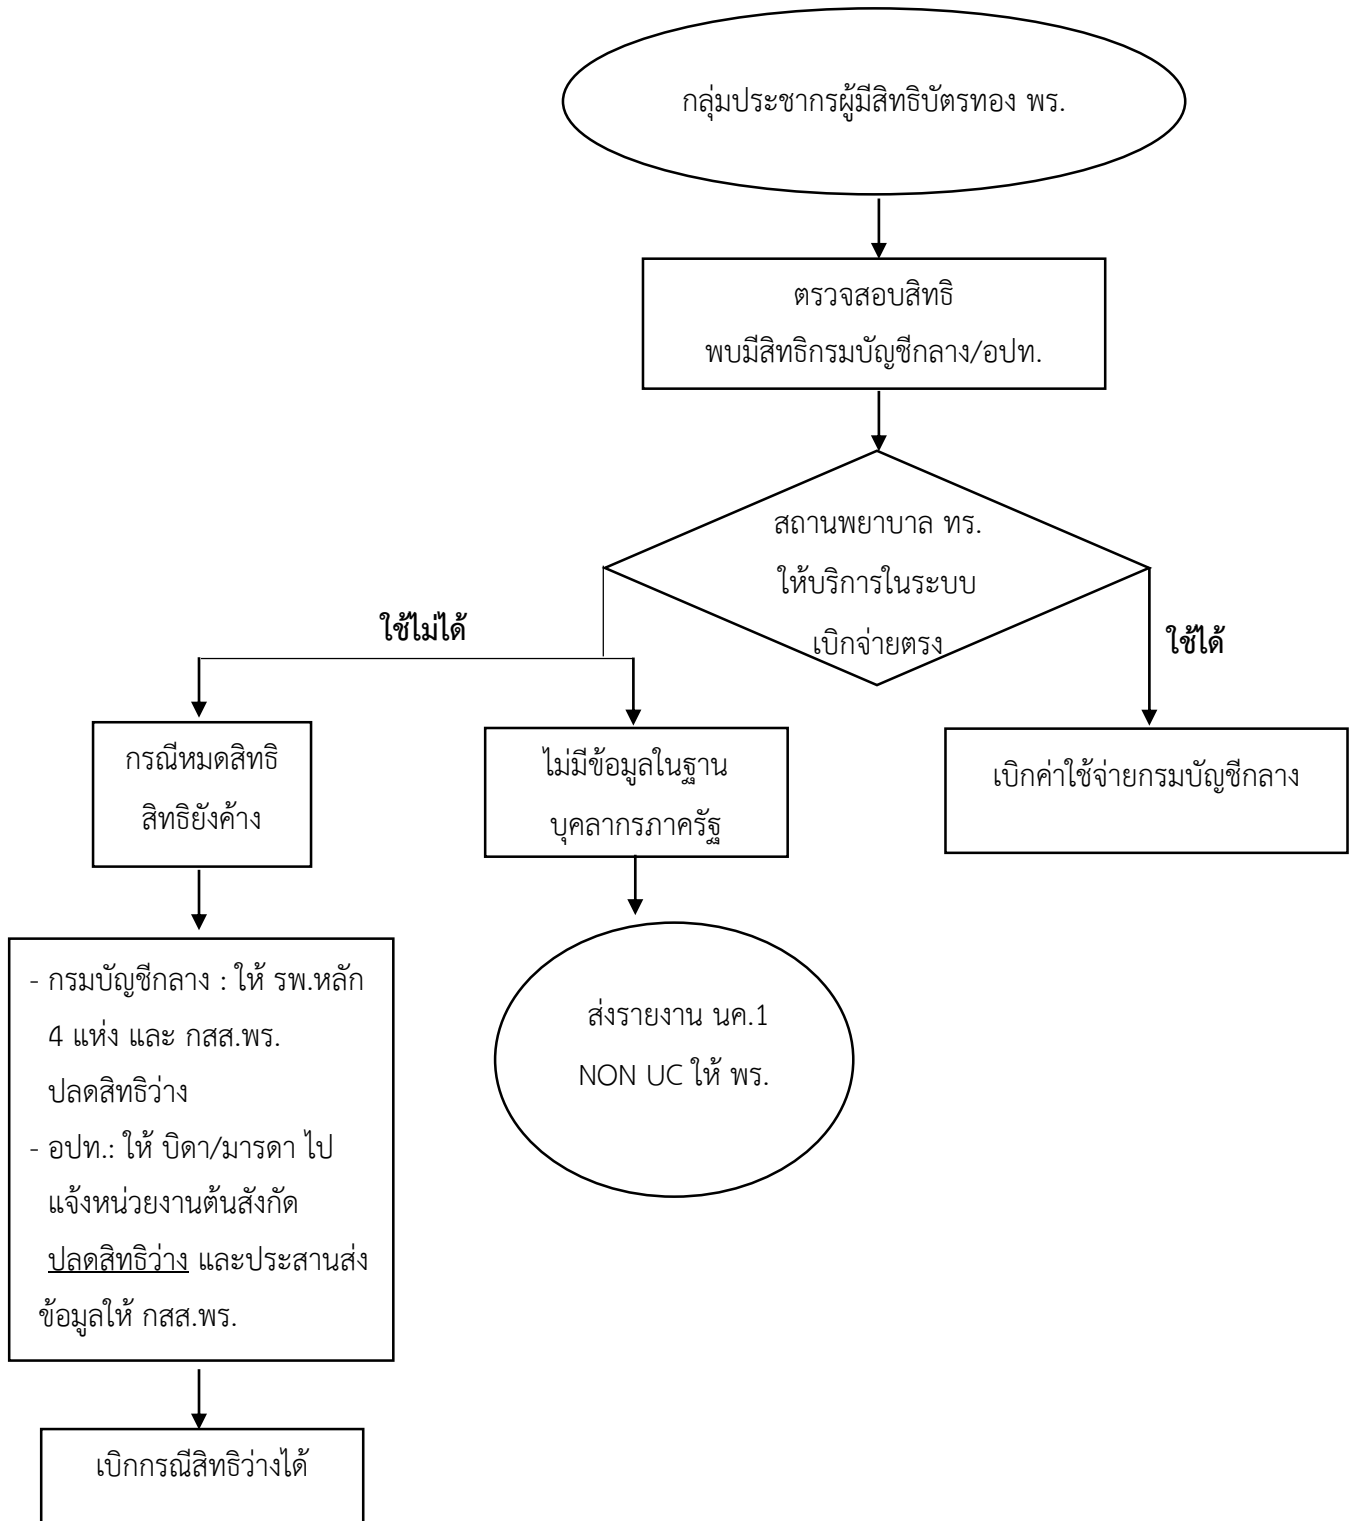 กลุ่มประชากรผู้มีสิทธิบัตรทอง พร.
ตรวจสอบสิทธิ
พบมีสิทธิกรมบัญชีกลาง/อปท.
สถานพยาบาล ทร.
ให้บริการในระบบ
เบิกจ่ายตรง
ใช้ไม่ได้
ใช้ได้
กรณีหมดสิทธิ
สิทธิยังค้าง
ไม่มีข้อมูลในฐาน
บุคลากรภาครัฐ
เบิกค่าใช้จ่ายกรมบัญชีกลาง
- กรมบัญชีกลาง : ให้ รพ.หลัก
4 แห่ง และ กสส.พร.
ปลดสิทธิว่าง
- อปท.: ให้ บิดา/มารดา ไป
แจ้งหน่วยงานต้นสังกัด
ปลดสิทธิว่าง และประสานส่ง
ข้อมูลให้ กสส.พร.
ส่งรายงาน นค.1
NON UC ให้ พร.
เบิกกรณีสิทธิว่างได้